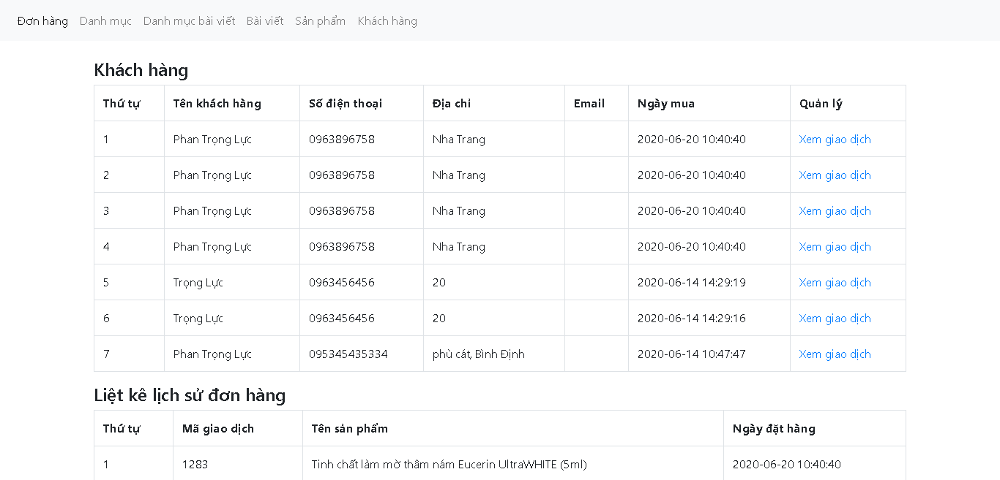 Đơn hàng Danh mục Danh mục bài viết Bài viết Sản phẩm Khách hàng
Khách hàng
Thứ tự Tên khách hàng Số điện thoại Địa chỉ Email Ngày mua Quản lý
1 Phan Trọng Lực 0963896758 Nha Trang 2020-06-20 10:40:40 Xem giao dịch
2 Phan Trọng Lực 0963896758 Nha Trang 2020-06-20 10:40:40 Xem giao dịch
3 Phan Trọng Lực 0963896758 Nha Trang 2020-06-20 10:40:40 Xem giao dịch
4 Phan Trọng Lực 0963896758 Nha Trang 2020-06-20 10:40:40 Xem giao dịch
5 Trọng Lực 0963456456 20 2020-06-14 14:29:19 Xem giao dịch
6 Trọng Lực 0963456456 20 2020-06-14 14:29:16 Xem giao dịch
7 Phan Trọng Lực 095345435334 phù cát, Bình Định 2020-06-14 10:47:47 Xem giao dịch
Liệt kê lịch sử đơn hàng
Thứ tự Mã giao dịch Tên sản phẩm Ngày đặt hàng
1 1283 Tinh chất làm mờ thâm nám Eucerin UltraWHITE (5ml) 2020-06-20 10:40:40